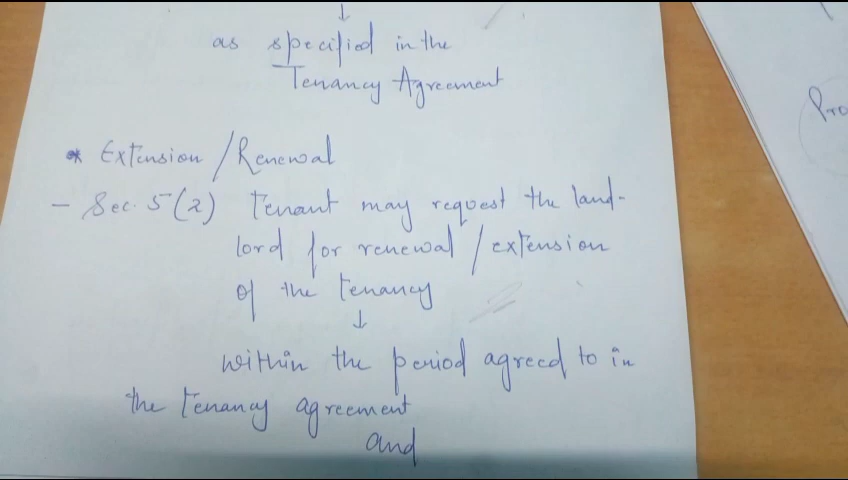 ↓
as specified in the
Tenancy Agreement
* Extension / Renewal
- Sec. 5(2) Tenant may request the land-
lord for renewal / extension
of the tenancy
↓
within the period agreed to in
the tenancy agreement
and
Pro